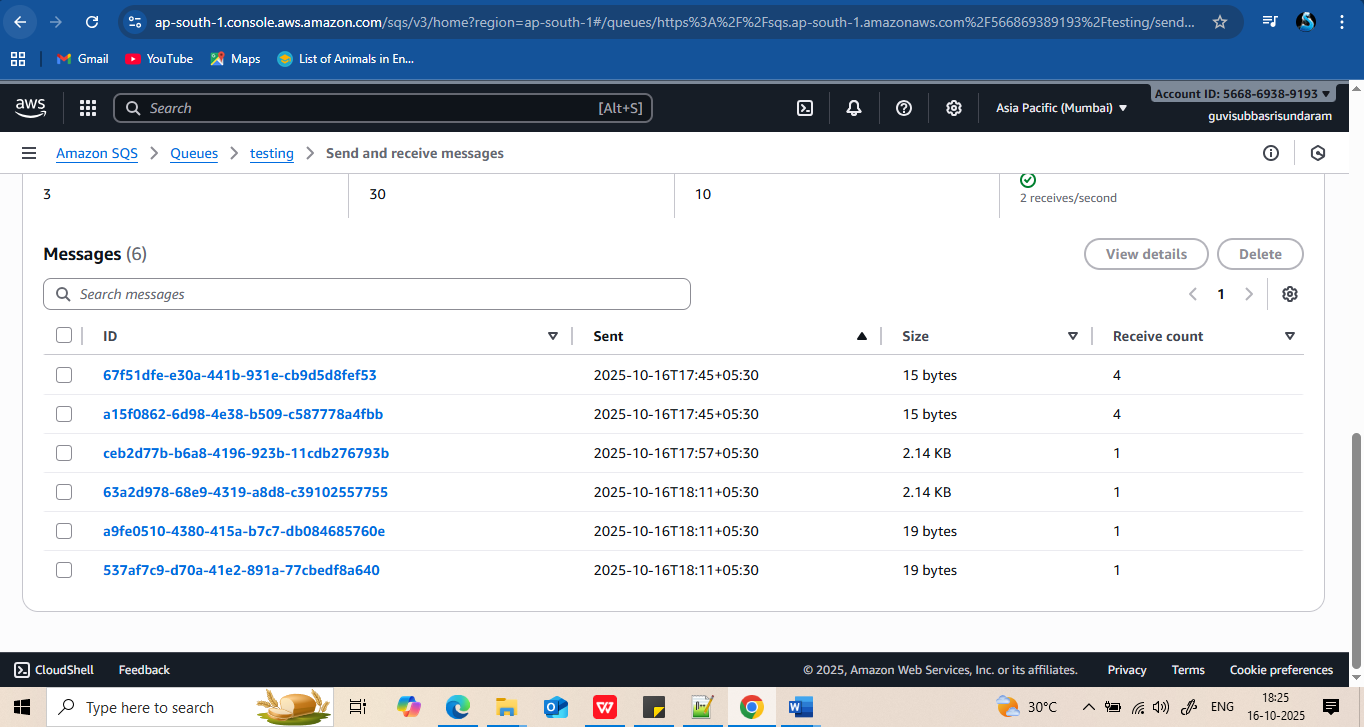 ap-south-1.console.aws.amazon.com/sqs/v3/home?region=ap-south-1#/queues/https%3A%2F%2Fsqs.ap-south-1.amazonaws.com%2F566869389193%2Ftesting/send...
Gmail YouTube Maps List of Animals in En...
aws Search [Alt+S] Asia Pacific (Mumbai) Account ID: 5668-6938-9193
guvisubbasrisundaram
Amazon SQS Queues testing Send and receive messages
3 30 10
2 receives/second
Messages (6) View details Delete
Search messages 1
ID Sent Size Receive count
67f51dfe-e30a-441b-931e-cb9d5d8fef53 2025-10-16T17:45+05:30 15 bytes 4
a15f0862-6d98-4e38-b509-c587778a4fbb 2025-10-16T17:45+05:30 15 bytes 4
ceb2d77b-b6a8-4196-923b-11cdb276793b 2025-10-16T17:57+05:30 2.14 KB 1
63a2d978-68e9-4319-a8d8-c39102557755 2025-10-16T18:11+05:30 2.14 KB 1
a9fe0510-4380-415a-b7c7-db084685760e 2025-10-16T18:11+05:30 19 bytes 1
537af7c9-d70a-41e2-891a-77cbedf8a640 2025-10-16T18:11+05:30 19 bytes 1
CloudShell Feedback © 2025, Amazon Web Services, Inc. or its affiliates. Privacy Terms Cookie preferences
Type here to search 30°C ENG 18:25
16-10-2025